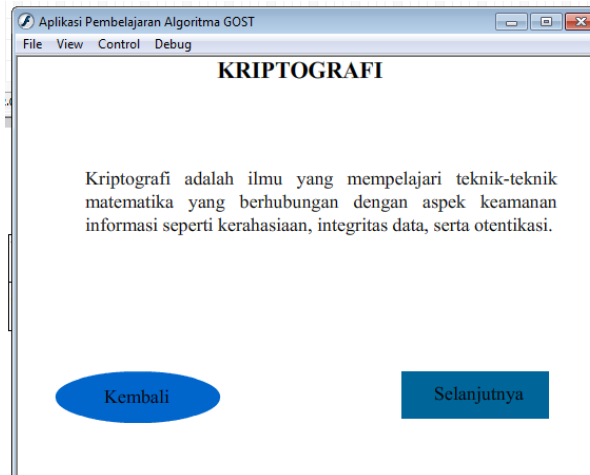 Aplikasi Pembelajaran Algoritma GOST
File View Control Debug
KRIPTOGRAFI
Kriptografi adalah ilmu yang mempelajari teknik-teknik
matematika yang berhubungan dengan aspek keamanan
informasi seperti kerahasiaan, integritas data, serta otentikasi.
Kembali
Selanjutnya